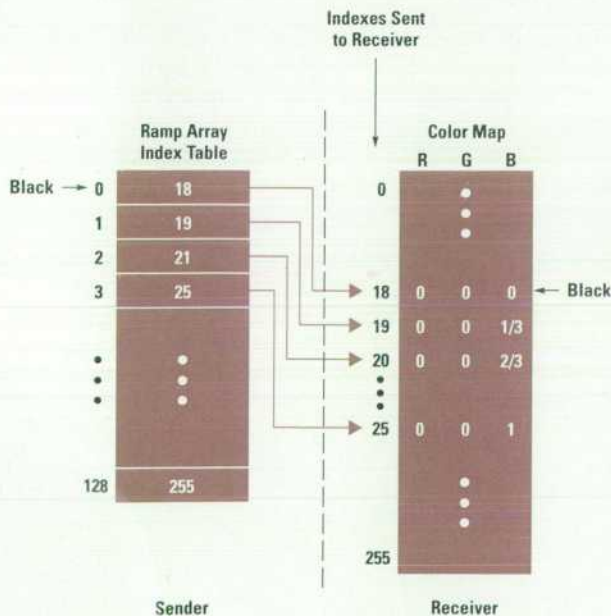 Indexes Sent
to Receiver
Ramp Array
Index Table
Color Map
R G B
Black 0 18
1 19
2 21
3 25
128 255
0
18 0 0 0 Black
19 0 0 1/3
20 0 0 2/3
25 0 0 1
255
Sender
Receiver